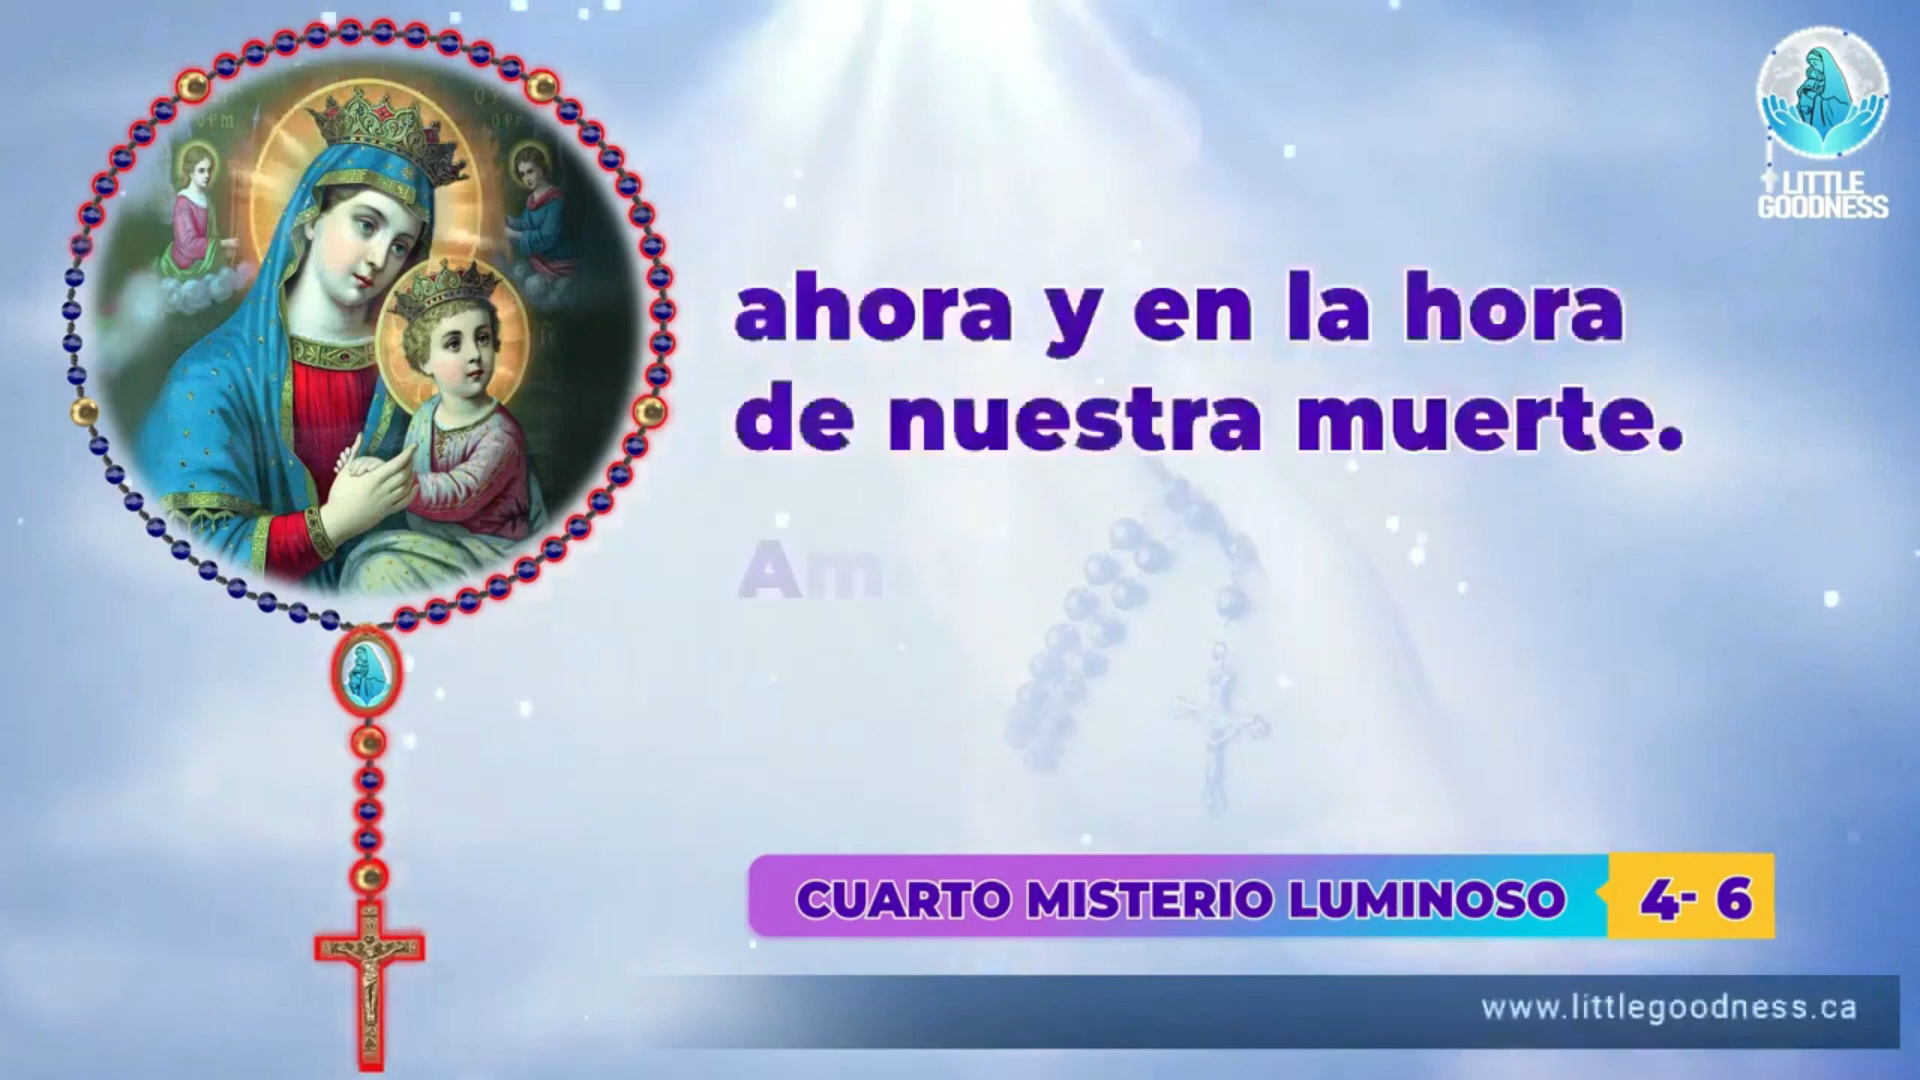 LITTLE
GOODNESS
ahora y en la hora
de nuestra muerte.
Am
CUARTO MISTERIO LUMINOSO
4- 6
www.littlegoodness.ca